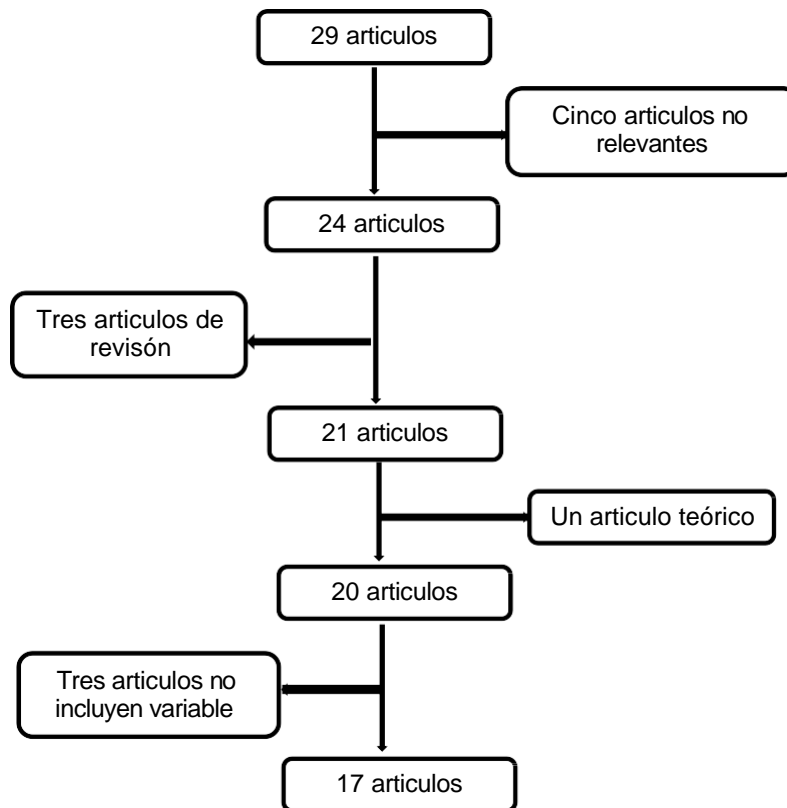 29 articulos
Cinco articulos no
relevantes
24 articulos
Tres articulos de
revisón
21 articulos
Un articulo teórico
20 articulos
Tres articulos no
incluyen variable
17 articulos